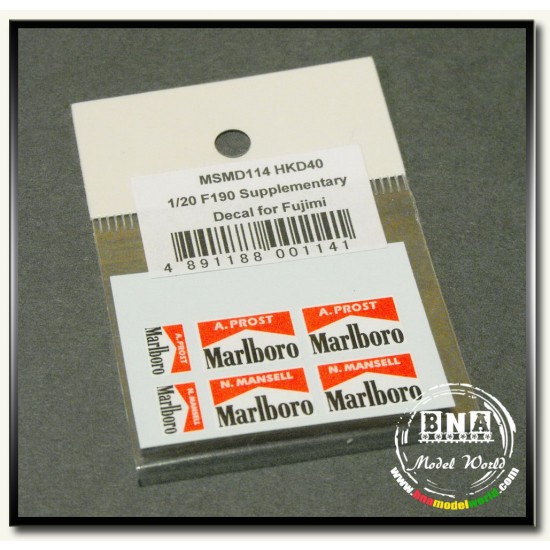 MSMD114 HKD40
1/20 F190 Supplementary
Decal for Fujimi
4 891188 001141
A.PROST
Marlboro
A.PROST
Marlboro
A.PROST
Marlboro
N. MANSELL
Marlboro
N. MANSELL
Marlboro
N. MANSELL
Marlboro
BNA
Model World
www.bnamodelworld.com